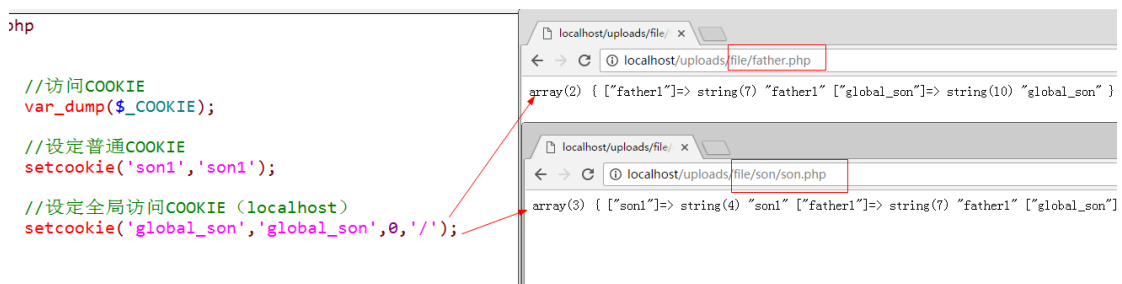 php
//访问COOKIE
var_dump($_COOKIE);
//设定普通COOKIE
setcookie('son1','son1');
//设定全局访问COOKIE（localhost）
setcookie('global_son','global_son',0,'/');
localhost/uploads/file/
localhost/uploads/file/father.php
array(2) { ["father1"]=> string(7) "father1" ["global_son"]=> string(10) "global_son" }
localhost/uploads/file/
localhost/uploads/file/son/son.php
array(3) { ["son1"]=> string(4) "son1" ["father1"]=> string(7) "father1" ["global_son"]